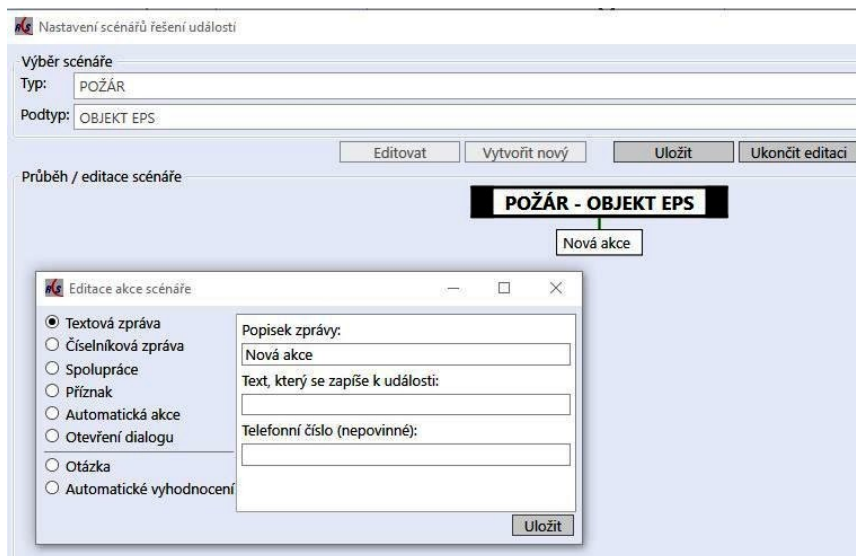 RCS Nastavení scénářů řešení událostí
Výběr scénáře
Typ: POŽÁR
Podtyp: OBJEKT EPS
Editovat Vytvořit nový Uložit Ukončit editaci
Průběh / editace scénáře
POŽÁR - OBJEKT EPS
Nová akce
RCS Editace akce scénáře
Textová zpráva
Číselníková zpráva
Spolupráce
Příznak
Automatická akce
Otevření dialogu
Otázka
Automatické vyhodnocení
Popisek zprávy:
Nová akce
Text, který se zapíše k události:
Telefonní číslo (nepovinné):
Uložit